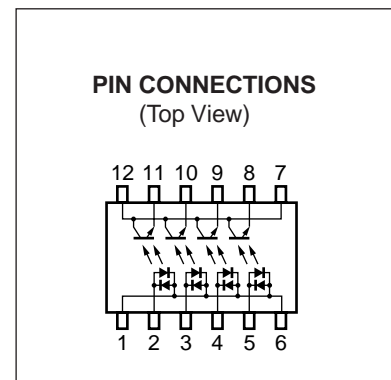 PIN CONNECTIONS
(Top View)
12 11 10 9 8 7
1 2 3 4 5 6